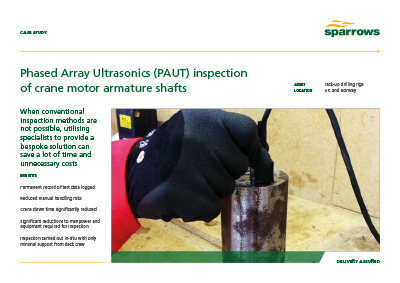 CASE STUDY
sparrows
Phased Array Ultrasonics (PAUT) inspection
of crane motor armature shafts
ASSET Jack-up drilling rigs
LOCATION UK and Norway
When conventional
inspection methods are
not possible, utilising
specialists to provide a
bespoke solution can
save a lot of time and
unnecessary costs
BENEFITS
Permanent record of test data logged
Reduced manual handling risks
Crane down time significantly reduced
Significant reductions to manpower and
equipment required for inspection
Inspection carried out in-situ with only
minimal support from deck crew
DELIVERY ASSURED